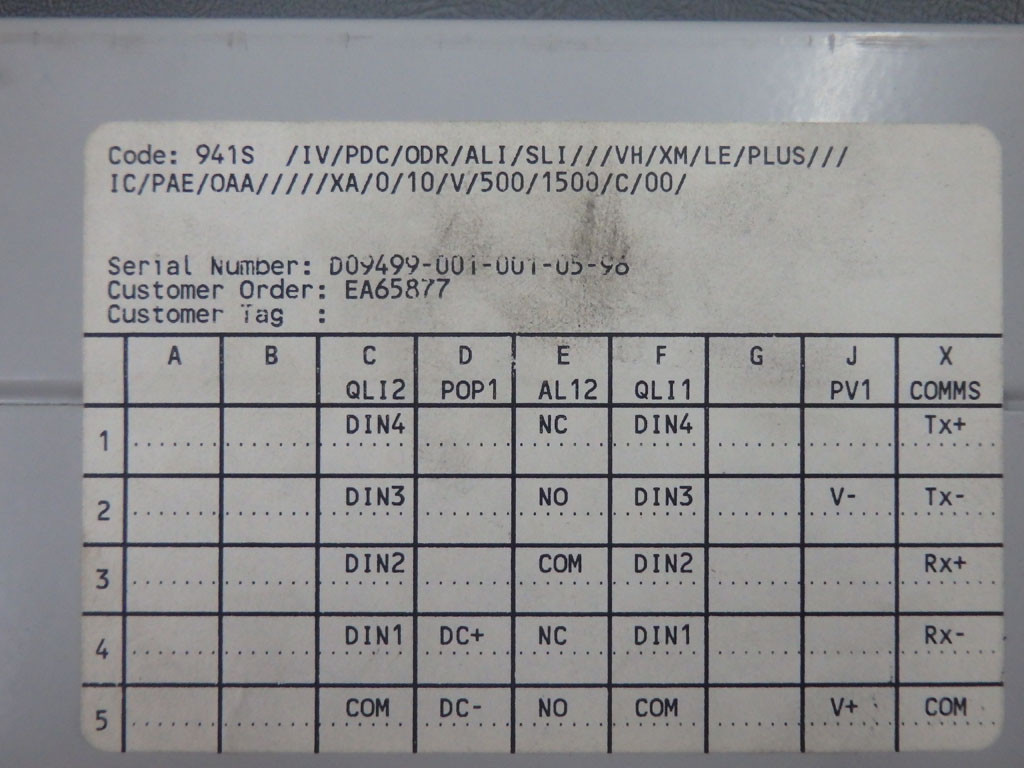 Code: 941S /IV/PDC/ODR/ALI/SLI///VH/XM/LE/PLUS///
IC/PAE/OAA/////XA/0/10/V/500/1500/C/00/
Serial Number: D09499-001-001-05-96
Customer Order: EA65877
Customer Tag :
A B C D E F G J X
QLI2 POP1 AL12 QLI1 PV1 COMMS
1 DIN4 NC DIN4 Tx+
2 DIN3 NO DIN3 V- Tx-
3 DIN2 COM DIN2 Rx+
4 DIN1 DC+ NC DIN1 Rx-
5 COM DC- NO COM V+ COM